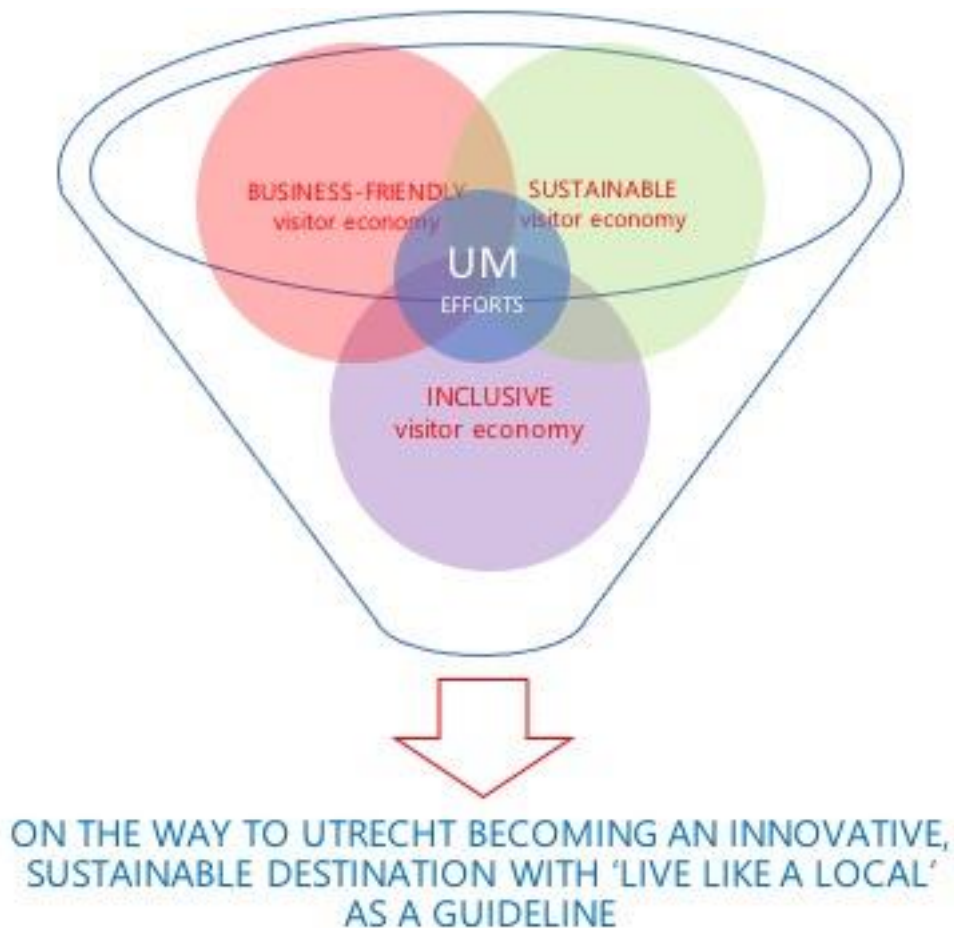 BUSINESS-FRIENDLY
visitor economy
SUSTAINABLE
visitor economy
UM
EFFORTS
INCLUSIVE
visitor economy
ON THE WAY TO UTRECHT BECOMING AN INNOVATIVE,
SUSTAINABLE DESTINATION WITH ‘LIVE LIKE A LOCAL’
AS A GUIDELINE